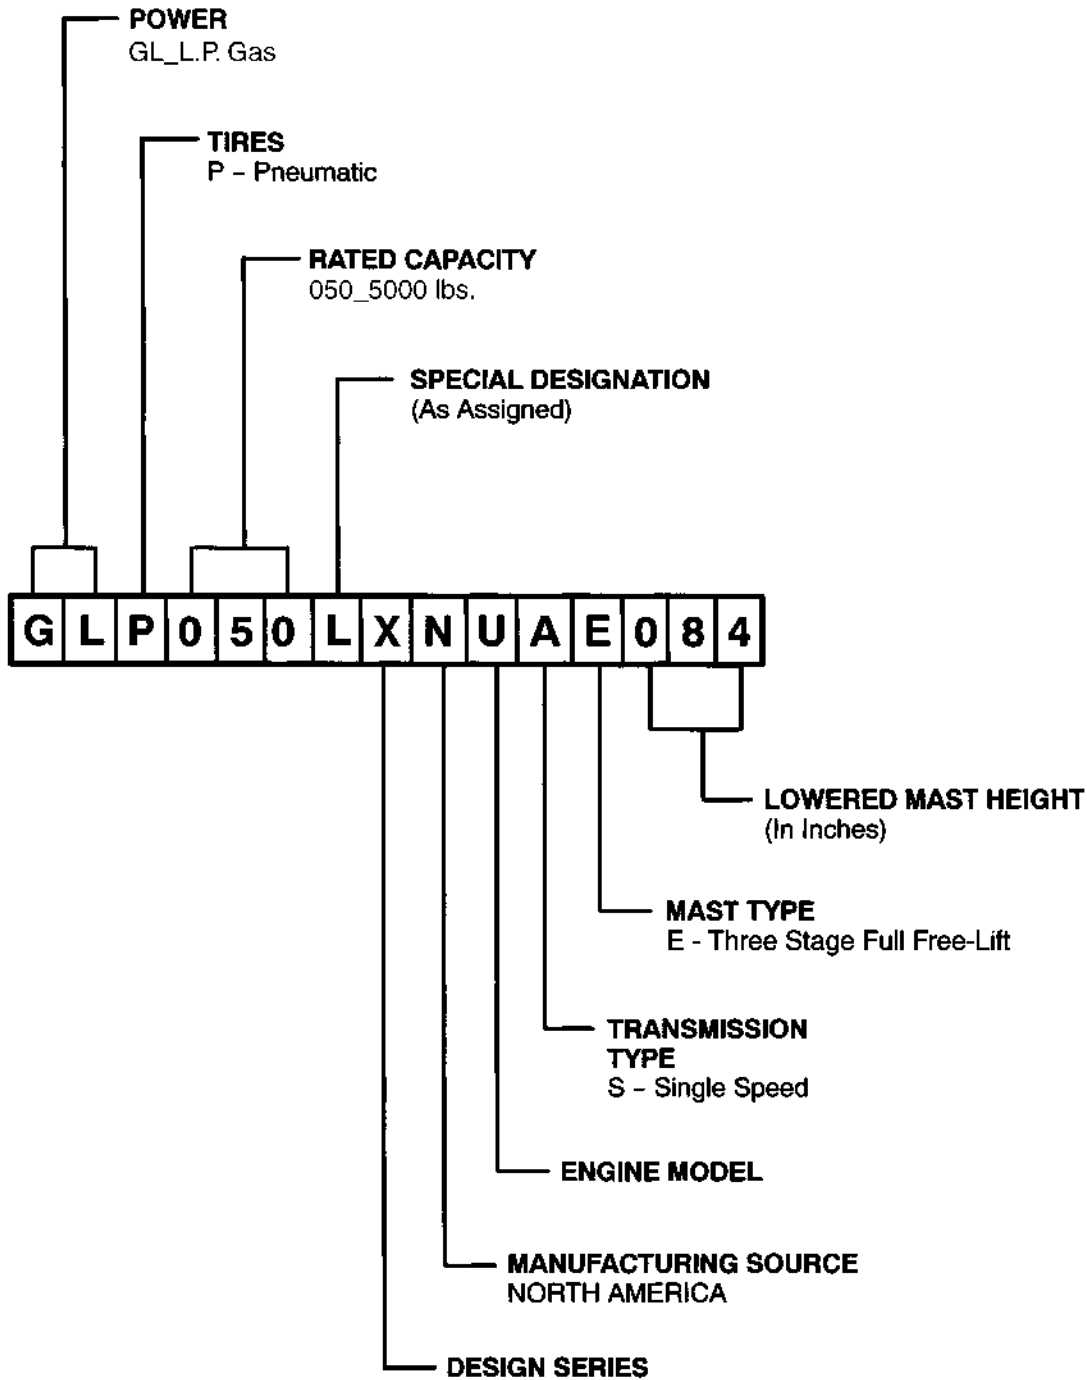 POWER
GL_L.P. Gas
TIRES
P – Pneumatic
RATED CAPACITY
050_5000 lbs.
SPECIAL DESIGNATION
(As Assigned)
G L P 0 5 0 L X N U A E 0 8 4
LOWERED MAST HEIGHT
(In Inches)
MAST TYPE
E - Three Stage Full Free-Lift
TRANSMISSION
TYPE
S – Single Speed
ENGINE MODEL
MANUFACTURING SOURCE
NORTH AMERICA
DESIGN SERIES